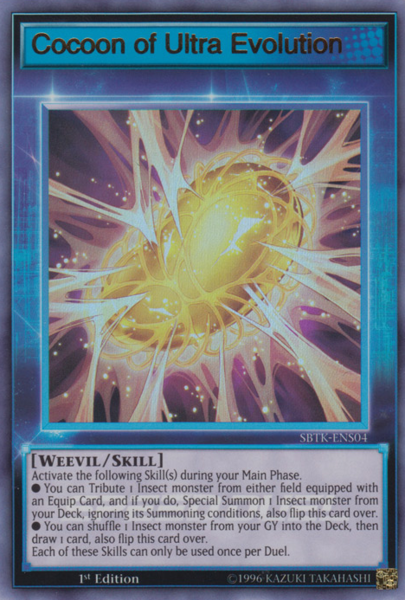 Cocoon of Ultra Evolution
SBTK-ENS04
[WEEVIL/SKILL]
Activate the following Skill(s) during your Main Phase.
● You can Tribute 1 Insect monster from either field equipped with
an Equip Card, and if you do, Special Summon 1 Insect monster from
your Deck, ignoring its Summoning conditions, also flip this card over.
● You can shuffle 1 Insect monster from your GY into the Deck, then
draw 1 card, also flip this card over.
Each of these Skills can only be used once per Duel.
1st Edition
©1996 KAZUKI TAKAHASHI